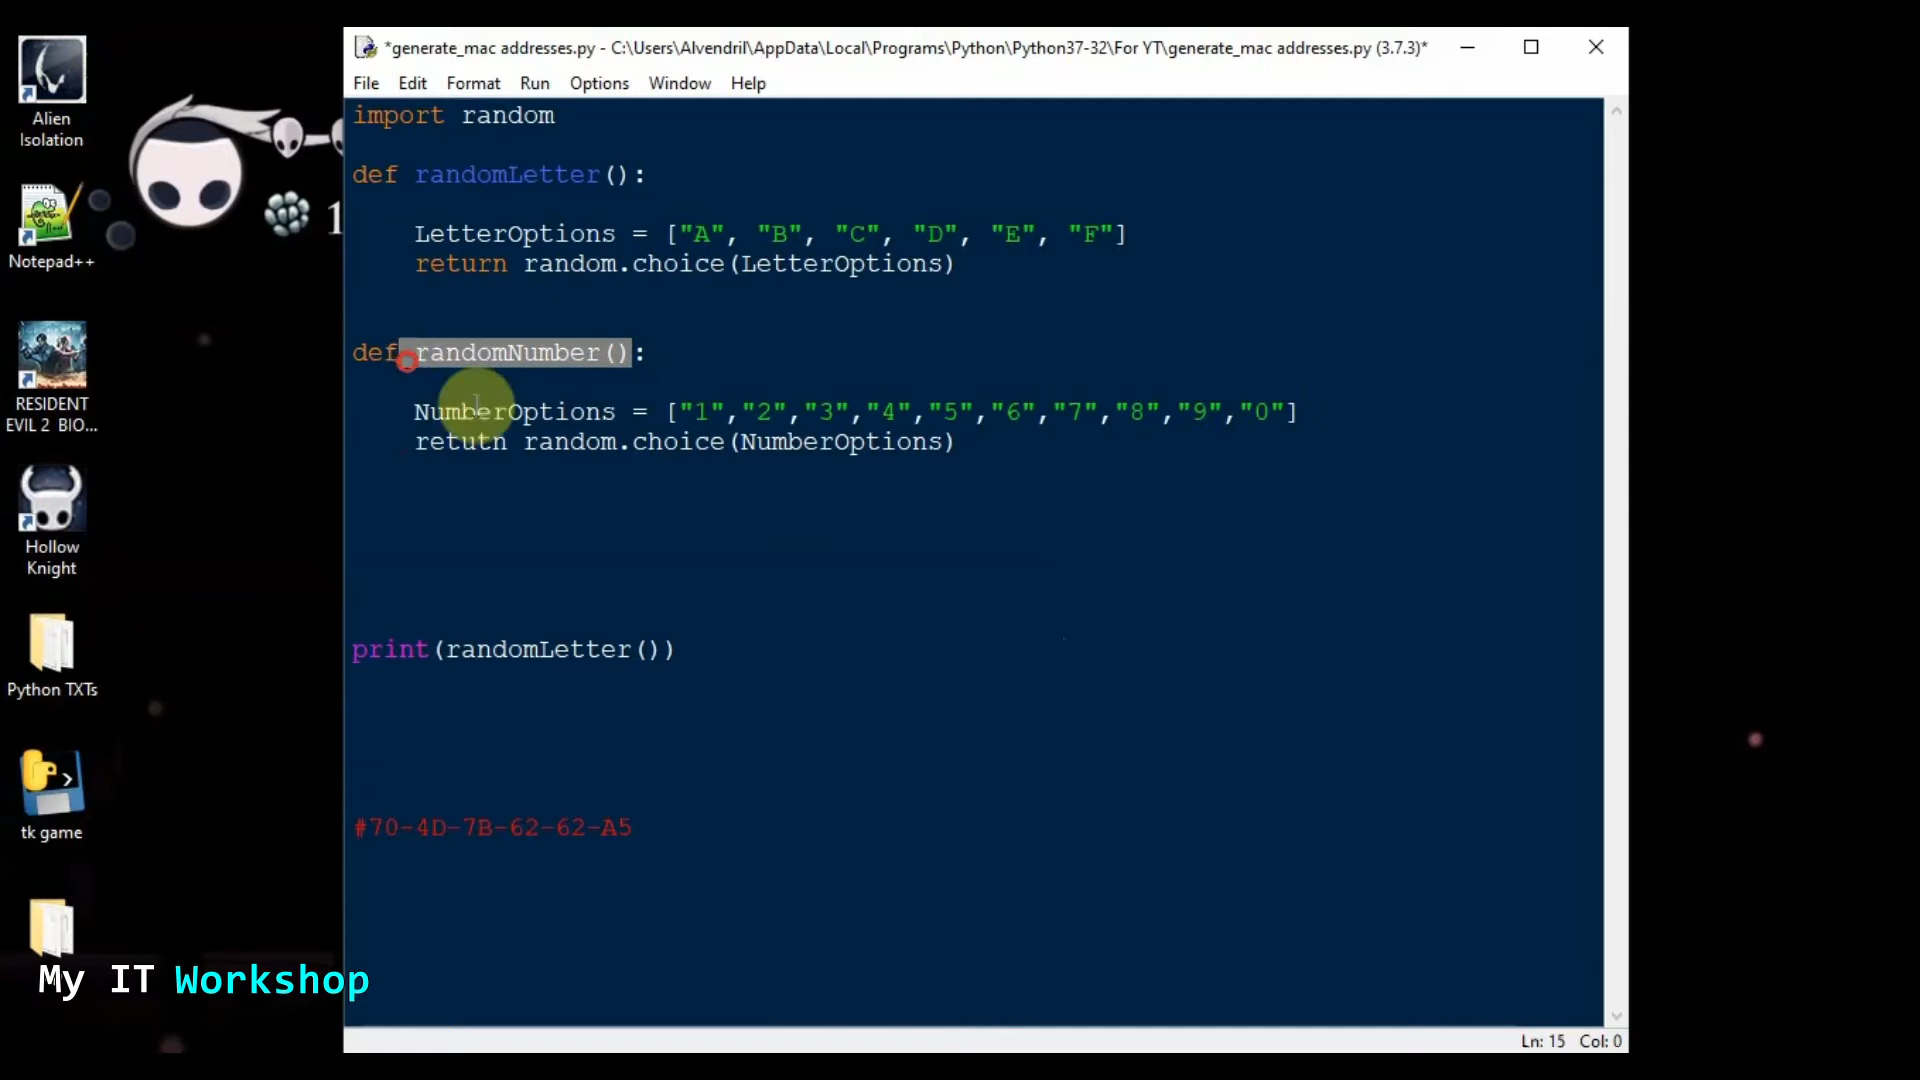 Alien
Isolation
Notepad++
RESIDENT
EVIL 2 BIO...
Hollow
Knight
Python TXTs
tk game
My IT Workshop
1
*generate_mac addresses.py - C:\Users\Alvendril\AppData\Local\Programs\Python\Python37-32\For YT\generate_mac addresses.py (3.7.3)*
File Edit Format Run Options Window Help
import random
def randomLetter():
LetterOptions = ["A", "B", "C", "D", "E", "F"]
return random.choice(LetterOptions)
def randomNumber():
NumberOptions = ["1","2","3","4","5","6","7","8","9","0"]
retutn random.choice(NumberOptions)
print(randomLetter())
#70-4D-7B-62-62-A5
Ln: 15 Col: 0